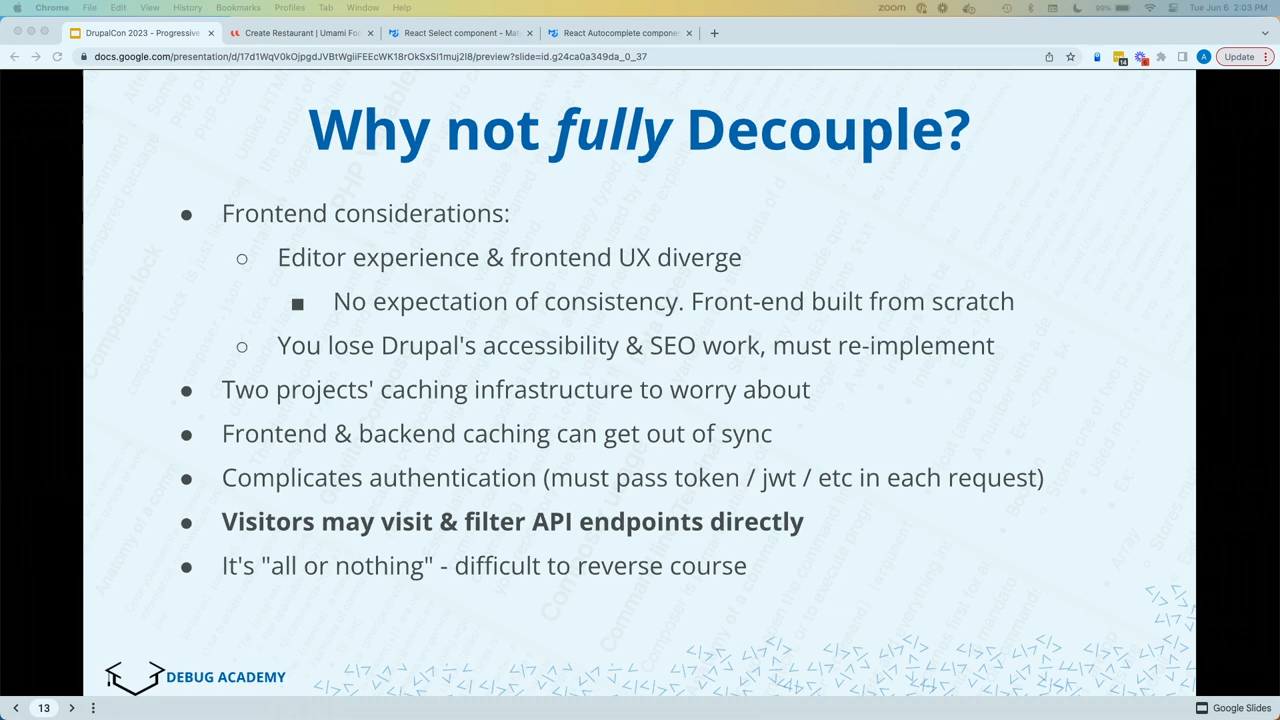 Chrome File Edit View History Bookmarks Profiles Tab Window Help zoom 99% Tue Jun 6 2:03 PM
DrupalCon 2023 - Progressive Create Restaurant | Umami Foo React Select component - Mat React Autocomplete compone
docs.google.com/presentation/d/17d1WqV0kOjpgdJVBtWgiiFEEcWK18rOkSxSl1muj2l8/preview?slide=id.g24ca0a349da_0_37 14 A Update
Why not fully Decouple?
● Frontend considerations:
○ Editor experience & frontend UX diverge
■ No expectation of consistency. Front-end built from scratch
○ You lose Drupal's accessibility & SEO work, must re-implement
● Two projects' caching infrastructure to worry about
● Frontend & backend caching can get out of sync
● Complicates authentication (must pass token / jwt / etc in each request)
● Visitors may visit & filter API endpoints directly
● It's "all or nothing" - difficult to reverse course
DEBUG ACADEMY
13 Google Slides